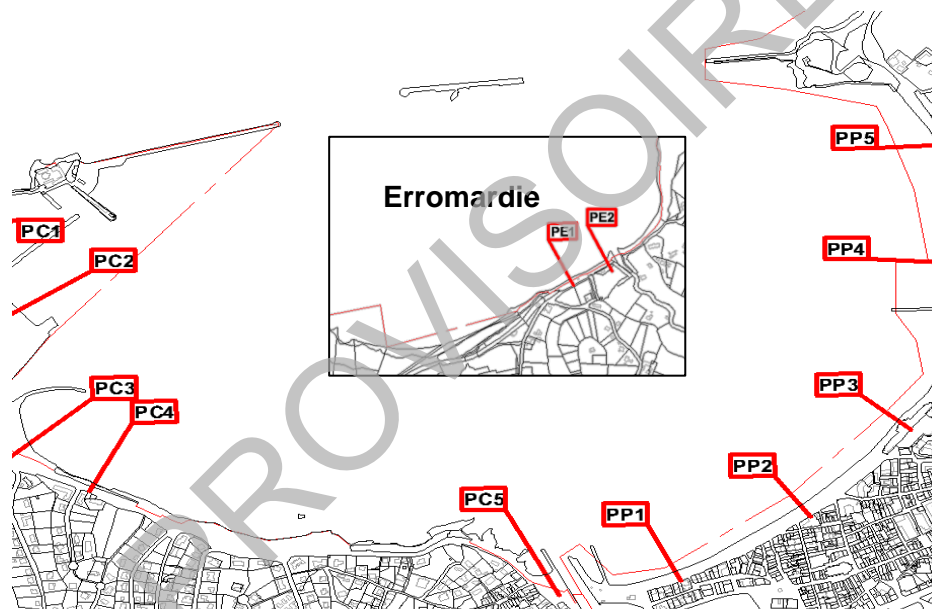 PP5
Erromardie
PE1
PE2
PC1
PC2
PP4
PC3
PC4
PP3
PP2
PC5
PP1
PROVISOIRE